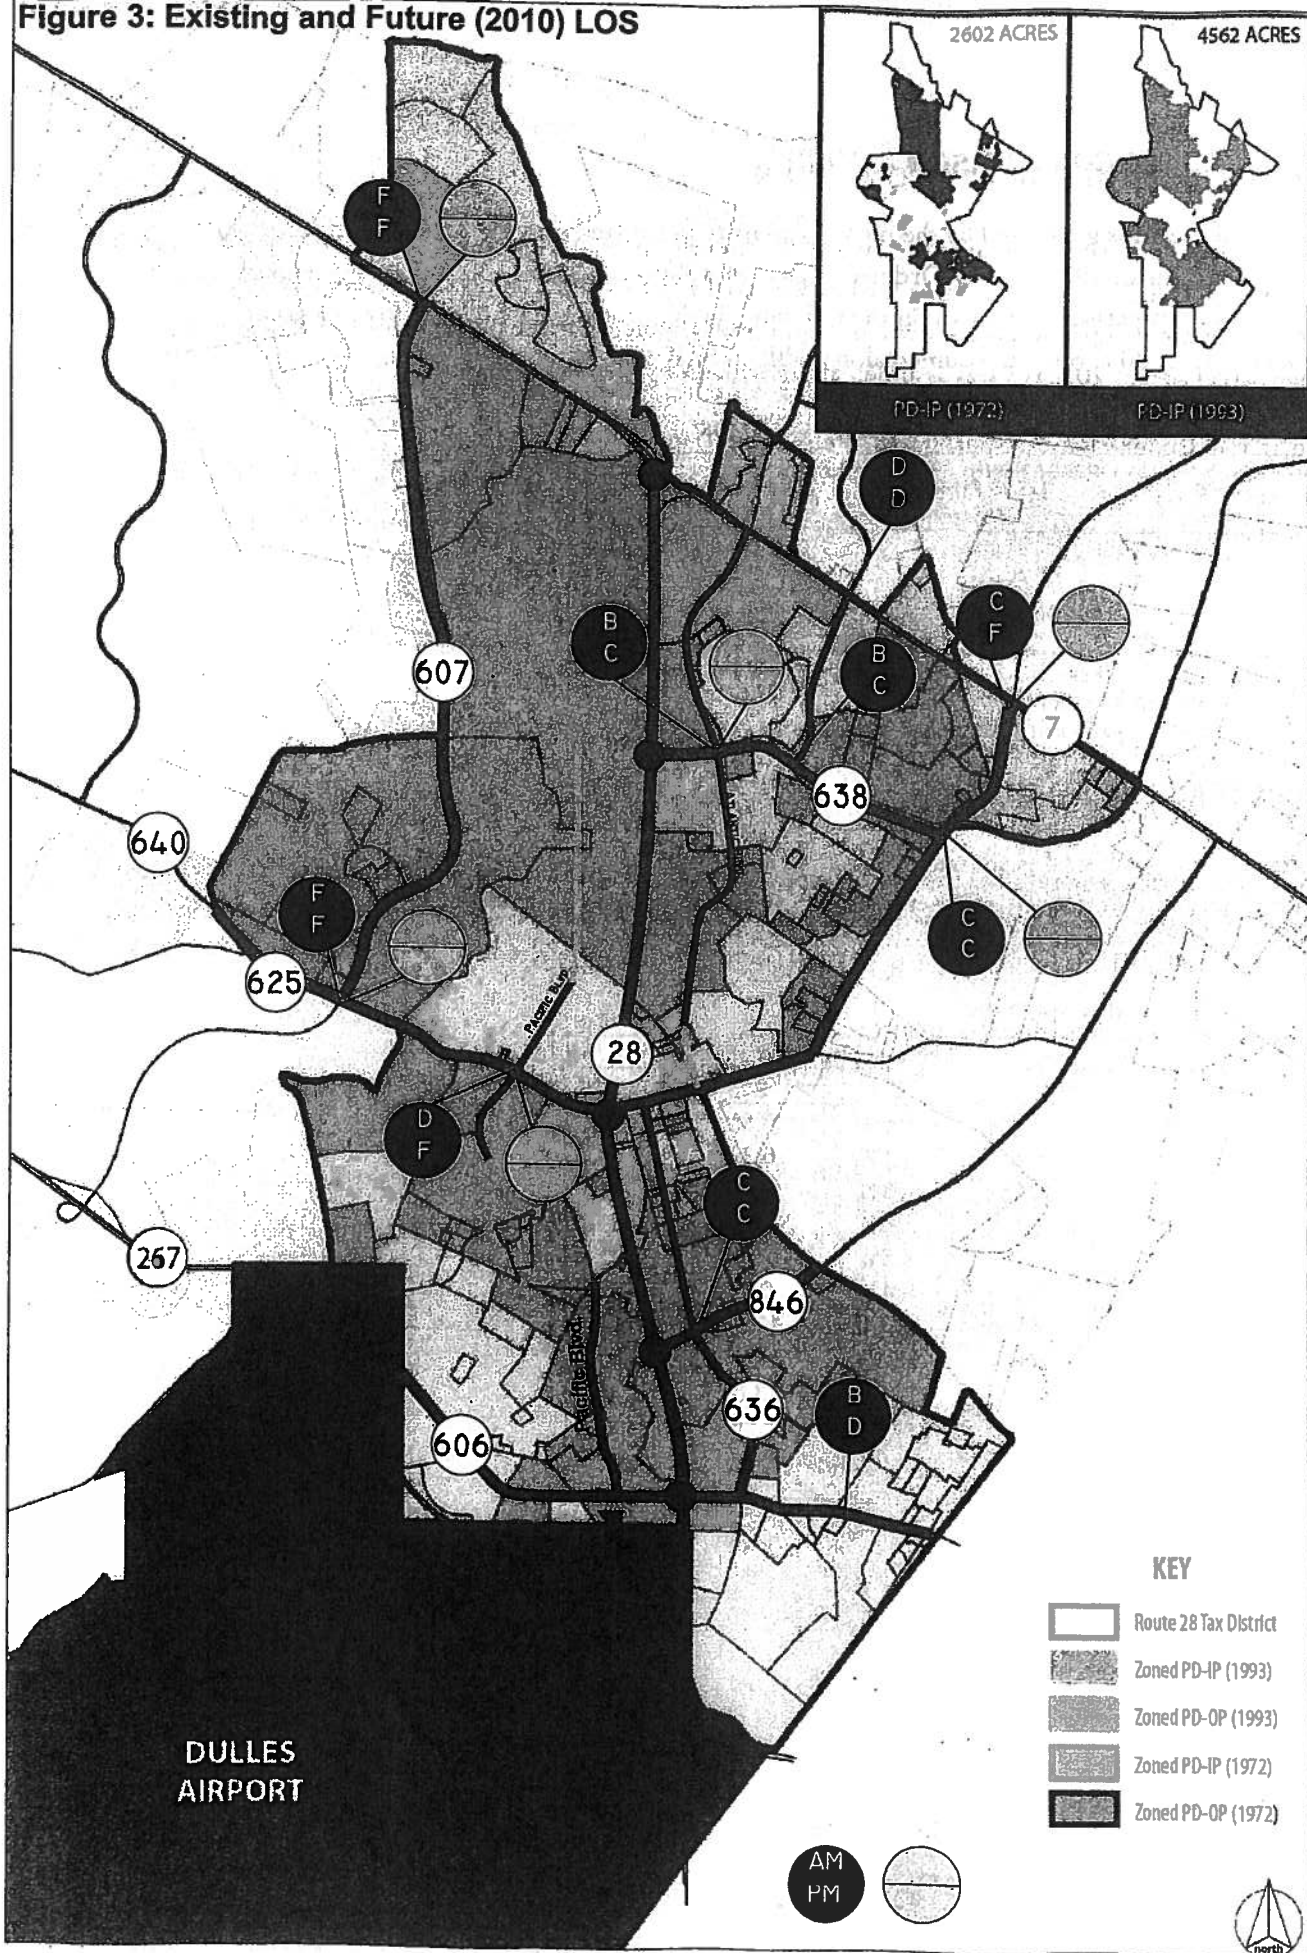 Figure 3: Existing and Future (2010) LOS
2602 ACRES
4562 ACRES
PD-IP (1972)
PD-IP (1993)
F
F
D
D
C
F
B
C
B
C
607
7
638
640
F
F
C
C
625
PACIFIC BLVD
28
D
F
C
C
267
846
Pacific Blvd.
636
B
D
606
KEY
Route 28 Tax District
Zoned PD-IP (1993)
Zoned PD-OP (1993)
Zoned PD-IP (1972)
Zoned PD-OP (1972)
DULLES
AIRPORT
AM
PM
north